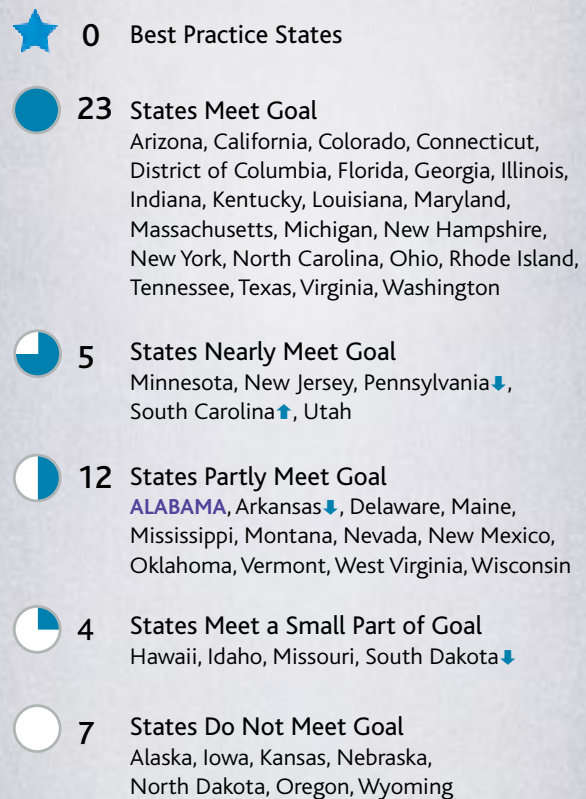 0 Best Practice States
23 States Meet Goal
Arizona, California, Colorado, Connecticut,
District of Columbia, Florida, Georgia, Illinois,
Indiana, Kentucky, Louisiana, Maryland,
Massachusetts, Michigan, New Hampshire,
New York, North Carolina, Ohio, Rhode Island,
Tennessee, Texas, Virginia, Washington
5 States Nearly Meet Goal
Minnesota, New Jersey, Pennsylvania⬇,
South Carolina⬆, Utah
12 States Partly Meet Goal
ALABAMA, Arkansas⬇, Delaware, Maine,
Mississippi, Montana, Nevada, New Mexico,
Oklahoma, Vermont, West Virginia, Wisconsin
4 States Meet a Small Part of Goal
Hawaii, Idaho, Missouri, South Dakota⬇
7 States Do Not Meet Goal
Alaska, Iowa, Kansas, Nebraska,
North Dakota, Oregon, Wyoming